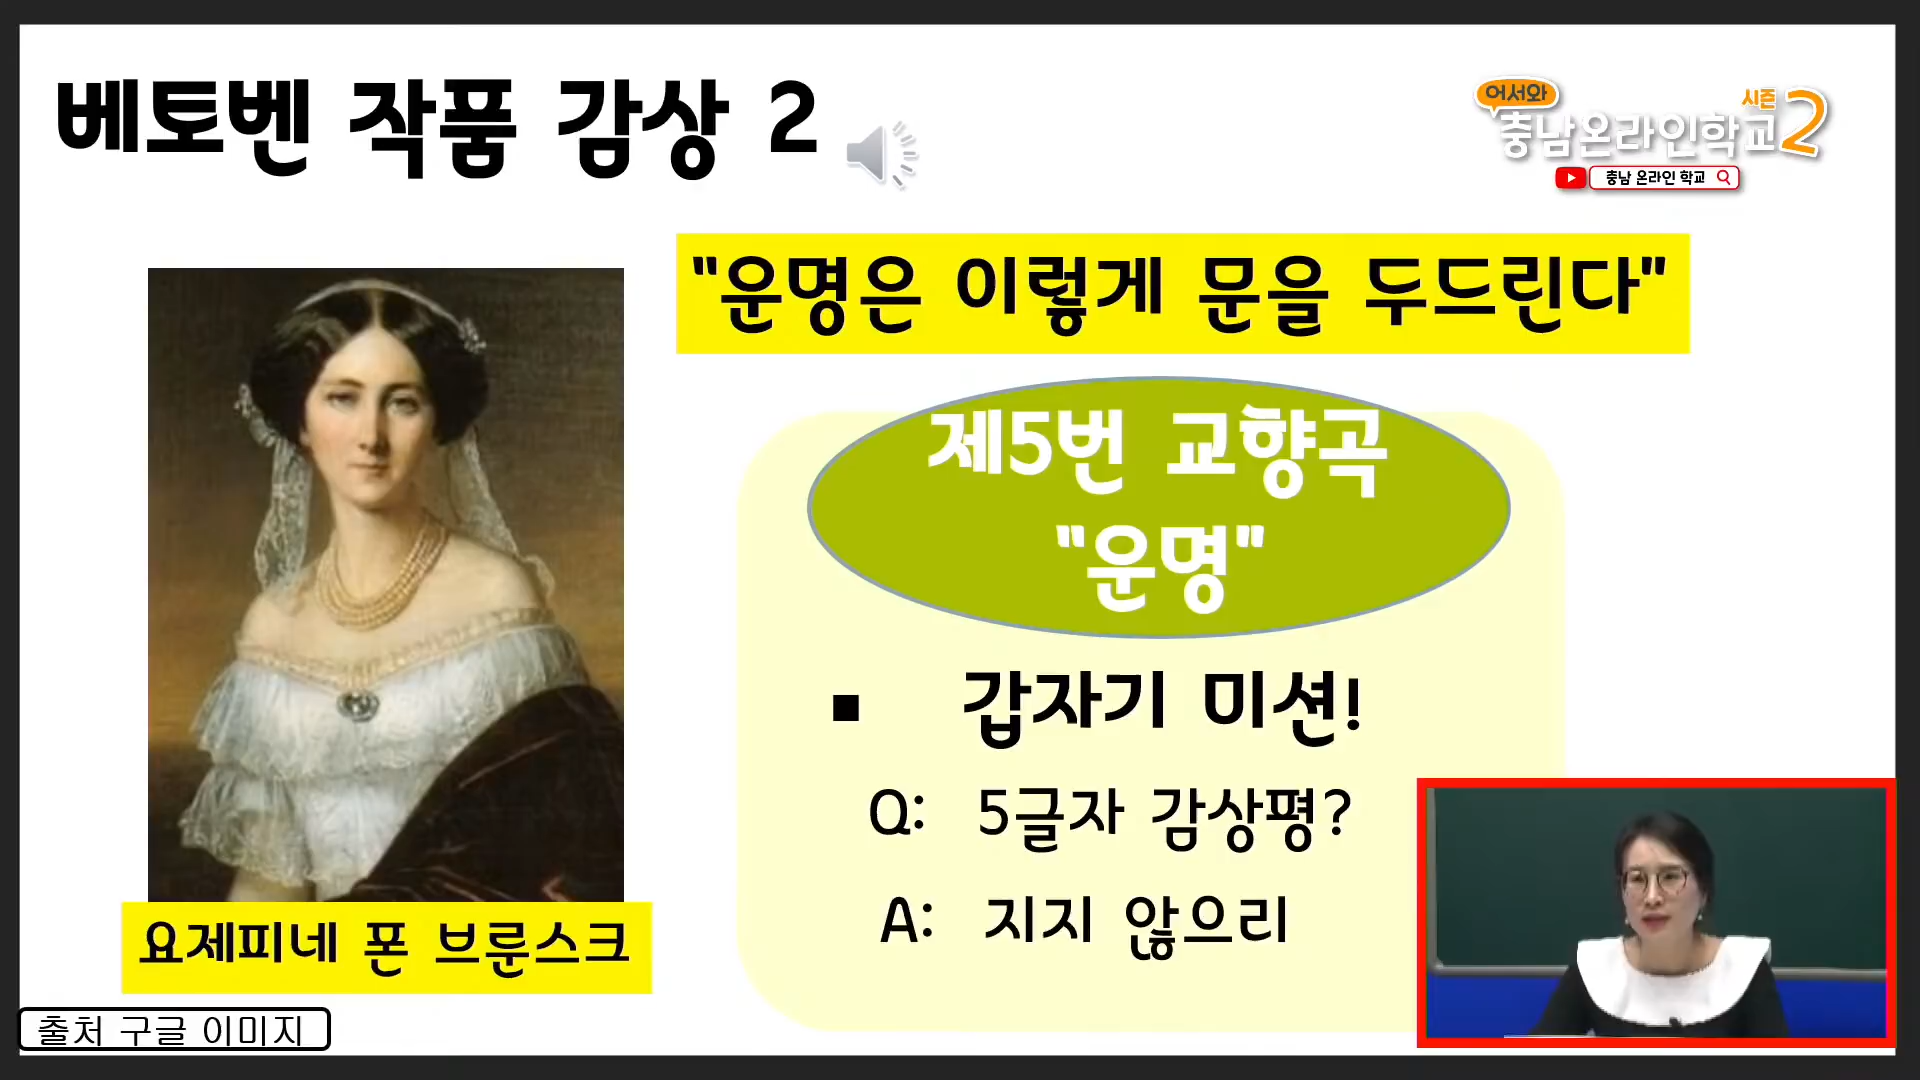 베토벤 작품 감상 2
어서와
충남온라인학교
시즌2
충남 온라인 학교
"운명은 이렇게 문을 두드린다"
제5번 교향곡
"운명"
▪ 갑자기 미션!
Q: 5글자 감상평?
A: 지지 않으리
요제피네 폰 브룬스크
출처 구글 이미지